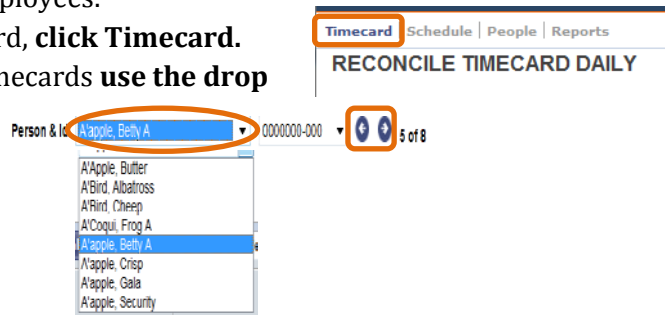 ployees.
rd, click Timecard.
mecards use the drop
Timecard Schedule | People | Reports
RECONCILE TIMECARD DAILY
Person & Id A'apple, Betty A 0000000-000 5 of 8
A'Apple, Butter
A'Bird, Albatross
A'Bird, Cheep
A'Coqui, Frog A
A'apple, Betty A
A'apple, Crisp
A'apple, Gala
A'apple, Security